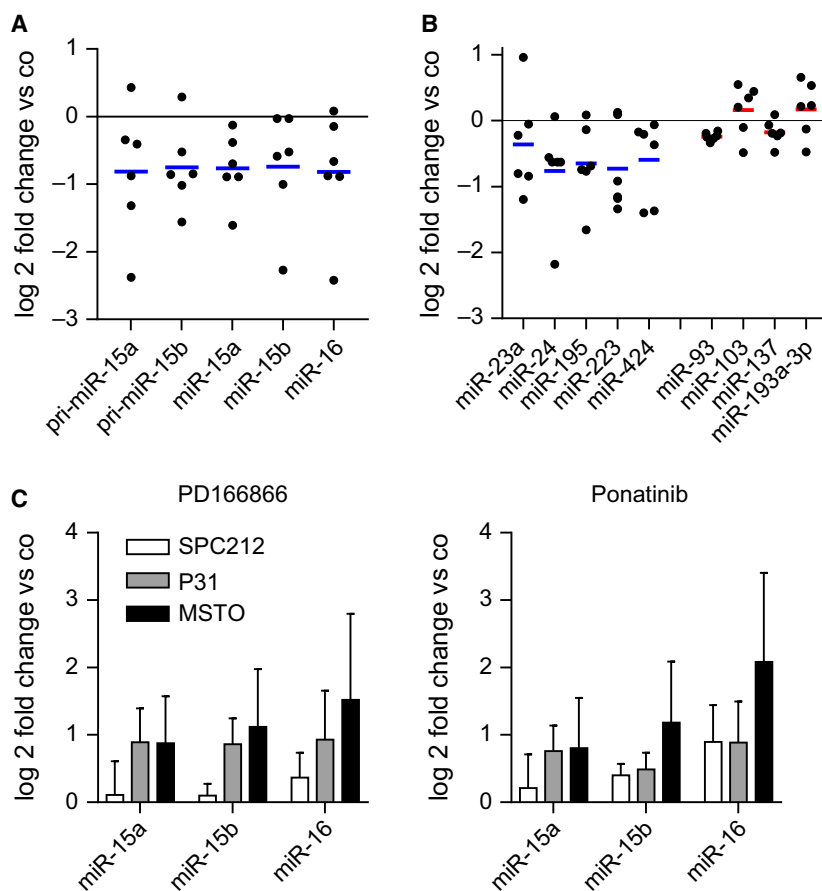 A
log 2 fold change vs co
1
0
–1
–2
–3
pri-miR-15a
pri-miR-15b
miR-15a
miR-15b
miR-16
B
log 2 fold change vs co
1
0
–1
–2
–3
miR-23a
miR-24
miR-195
miR-223
miR-424
miR-93
miR-103
miR-137
miR-193a-3p
C
PD166866
log 2 fold change vs co
4
3
2
1
0
SPC212
P31
MSTO
miR-15a
miR-15b
miR-16
Ponatinib
log 2 fold change vs co
4
3
2
1
0
miR-15a
miR-15b
miR-16